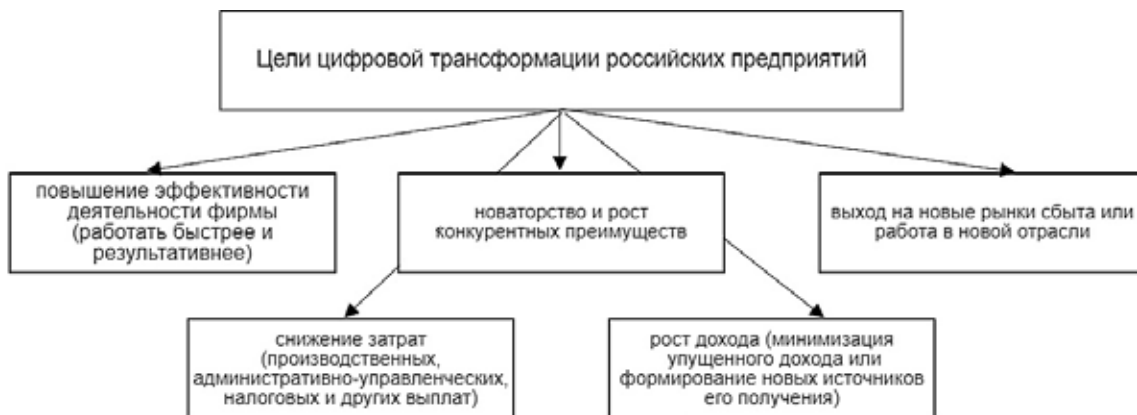 Цели цифровой трансформации российских предприятий
повышение эффективности
деятельности фирмы
(работать быстрее и
результативнее)
новаторство и рост
конкурентных преимуществ
выход на новые рынки сбыта или
работа в новой отрасли
снижение затрат
(производственных,
административно-управленческих,
налоговых и других выплат)
рост дохода (минимизация
упущенного дохода или
формирование новых источников
его получения)